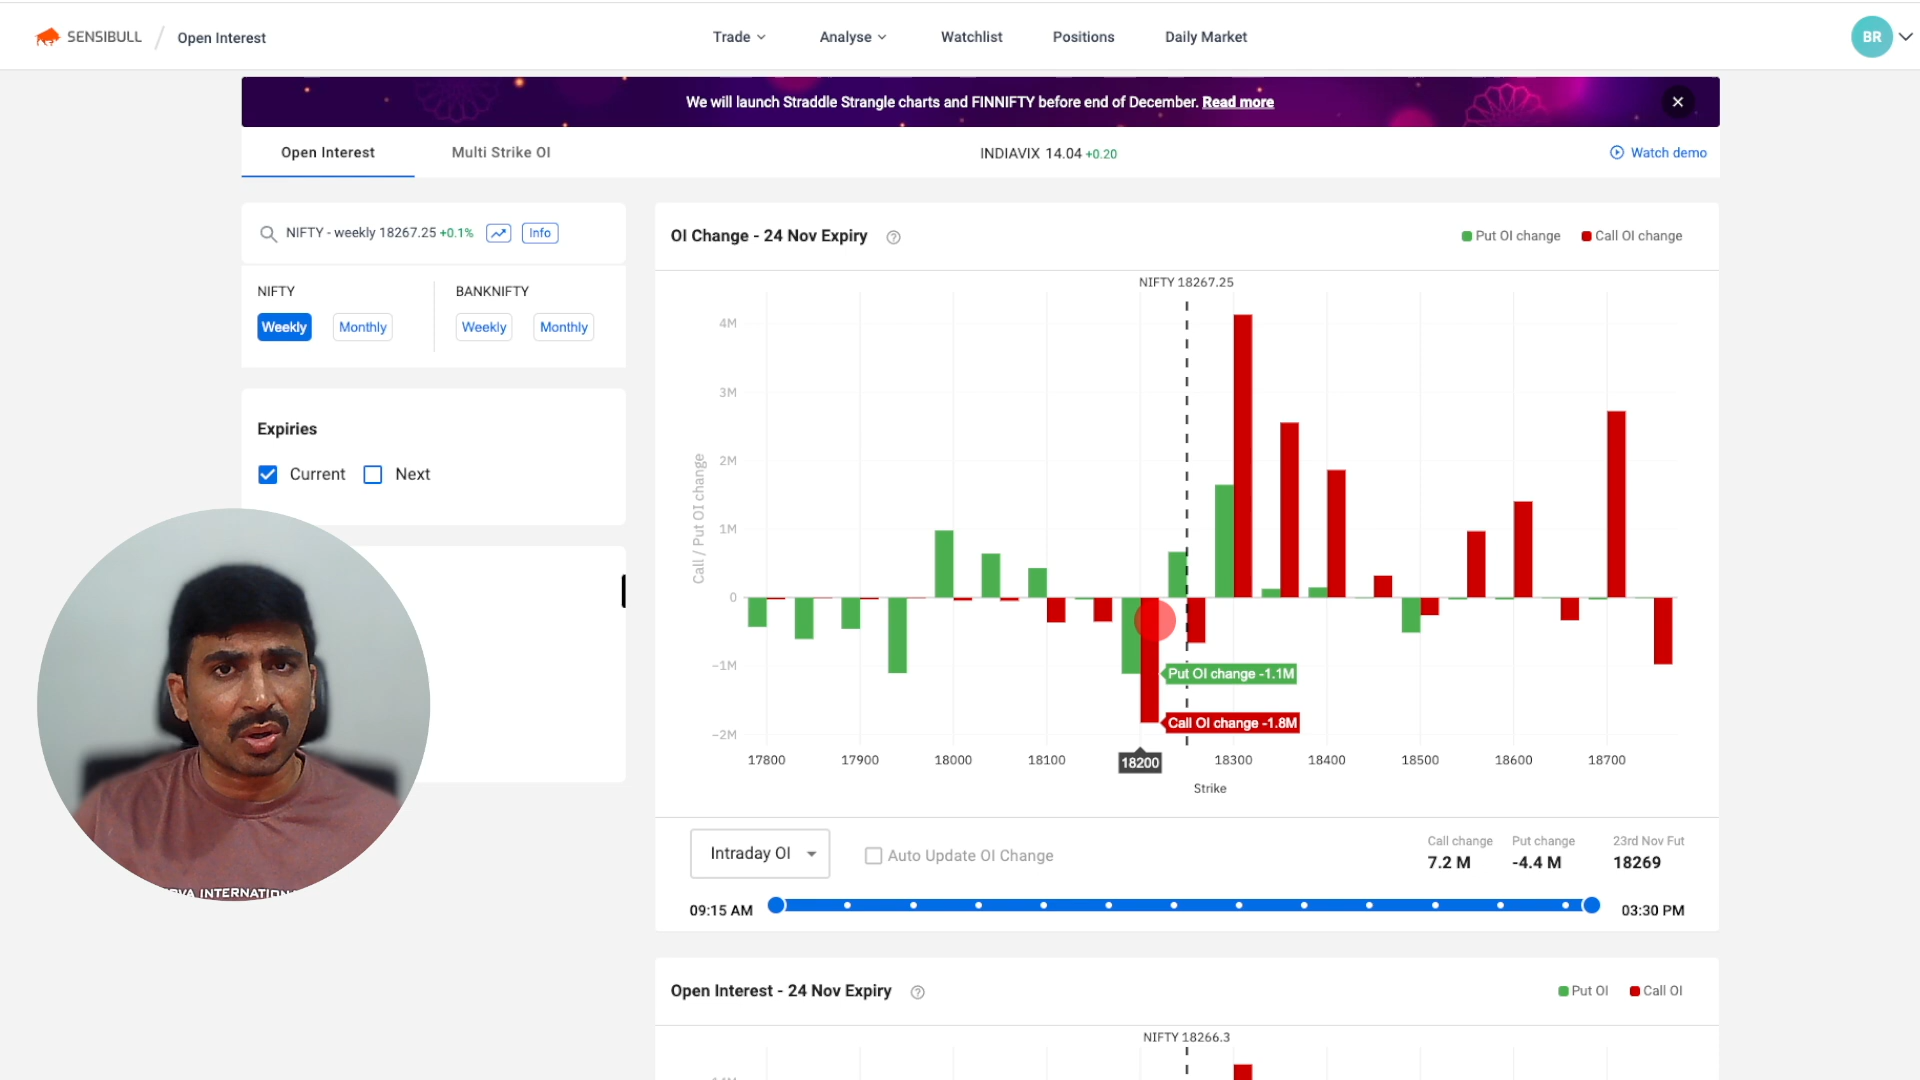 SENSIBULL / Open Interest
Trade
Analyse
Watchlist
Positions
Daily Market
BR
We will launch Straddle Strangle charts and FINNIFTY before end of December. Read more
Open Interest
Multi Strike OI
INDIAVIX 14.04 +0.20
Watch demo
NIFTY - weekly 18267.25 +0.1%
Info
NIFTY
BANKNIFTY
Weekly
Monthly
Weekly
Monthly
Expiries
Current
Next
OI Change - 24 Nov Expiry
Put OI change
Call OI change
NIFTY 18267.25
4M
3M
2M
1M
0
-1M
-2M
Call / Put OI change
Put OI change -1.1M
Call OI change -1.8M
17800
17900
18000
18100
18200
18300
18400
18500
18600
18700
Strike
Intraday OI
Auto Update OI Change
Call change
7.2 M
Put change
-4.4 M
23rd Nov Fut
18269
09:15 AM
03:30 PM
Open Interest - 24 Nov Expiry
Put OI
Call OI
NIFTY 18266.3